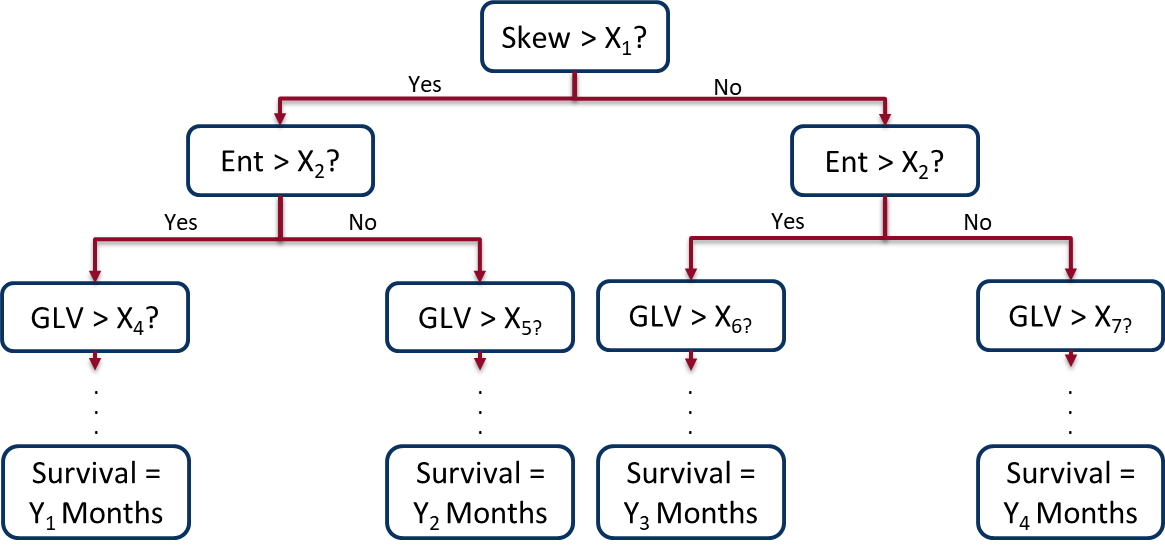 Skew > X₁?
Yes
No
Ent > X₂?
Ent > X₂?
Yes
No
Yes
No
GLV > X₄?
GLV > X₅?
GLV > X₆?
GLV > X₇?
.
.
.
.
.
.
.
.
.
.
.
.
Survival =
Y₁ Months
Survival =
Y₂ Months
Survival =
Y₃ Months
Survival =
Y₄ Months